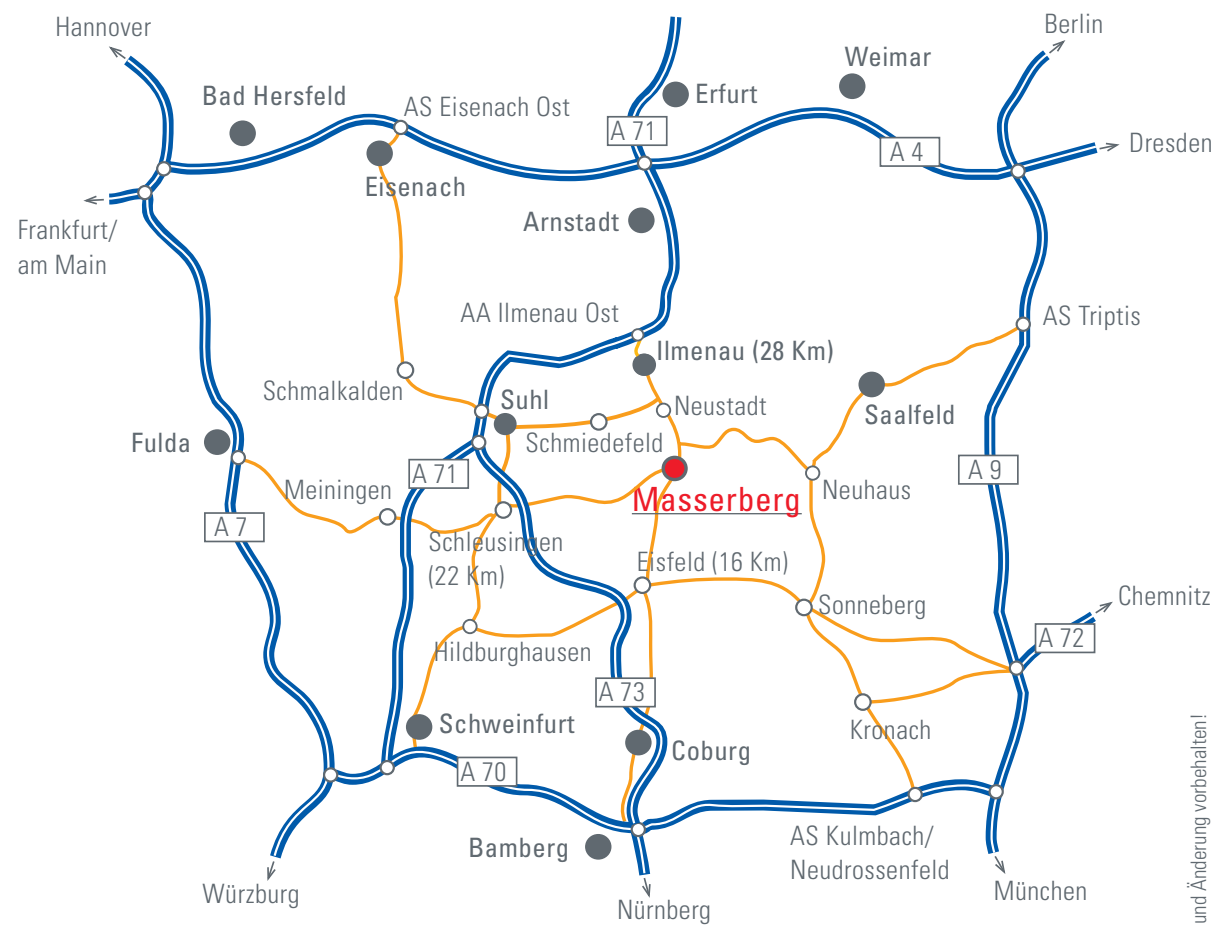 Hannover
Berlin
Weimar
Bad Hersfeld
AS Eisenach Ost
Erfurt
A 71
A 4
Dresden
Eisenach
Arnstadt
Frankfurt/
am Main
AA Ilmenau Ost
AS Triptis
Ilmenau (28 Km)
Schmalkalden
Suhl
Neustadt
Saalfeld
Fulda
Schmiedefeld
A 71
A 9
Meiningen
Masserberg
Neuhaus
A 7
Schleusingen
(22 Km)
Eisfeld (16 Km)
Sonneberg
Chemnitz
A 72
Hildburghausen
A 73
Schweinfurt
Kronach
Coburg
A 70
Bamberg
AS Kulmbach/
Neudrossenfeld
Würzburg
Nürnberg
München
und Änderung vorbehalten!